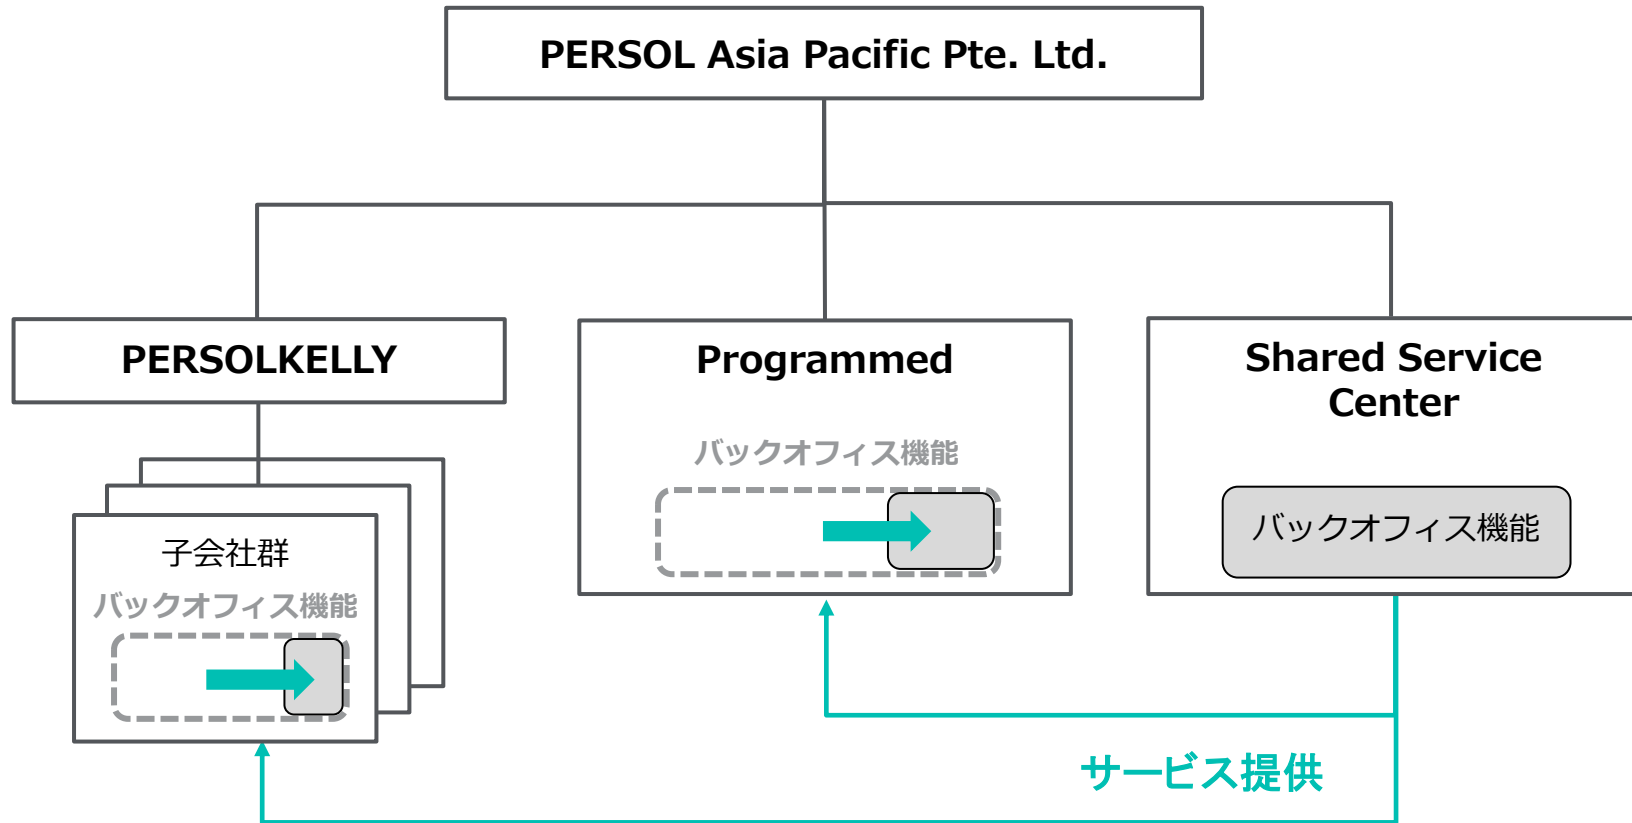 PERSOL Asia Pacific Pte. Ltd.
PERSOLKELLY
子会社群
バックオフィス機能
Programmed
バックオフィス機能
Shared Service
Center
バックオフィス機能
サービス提供